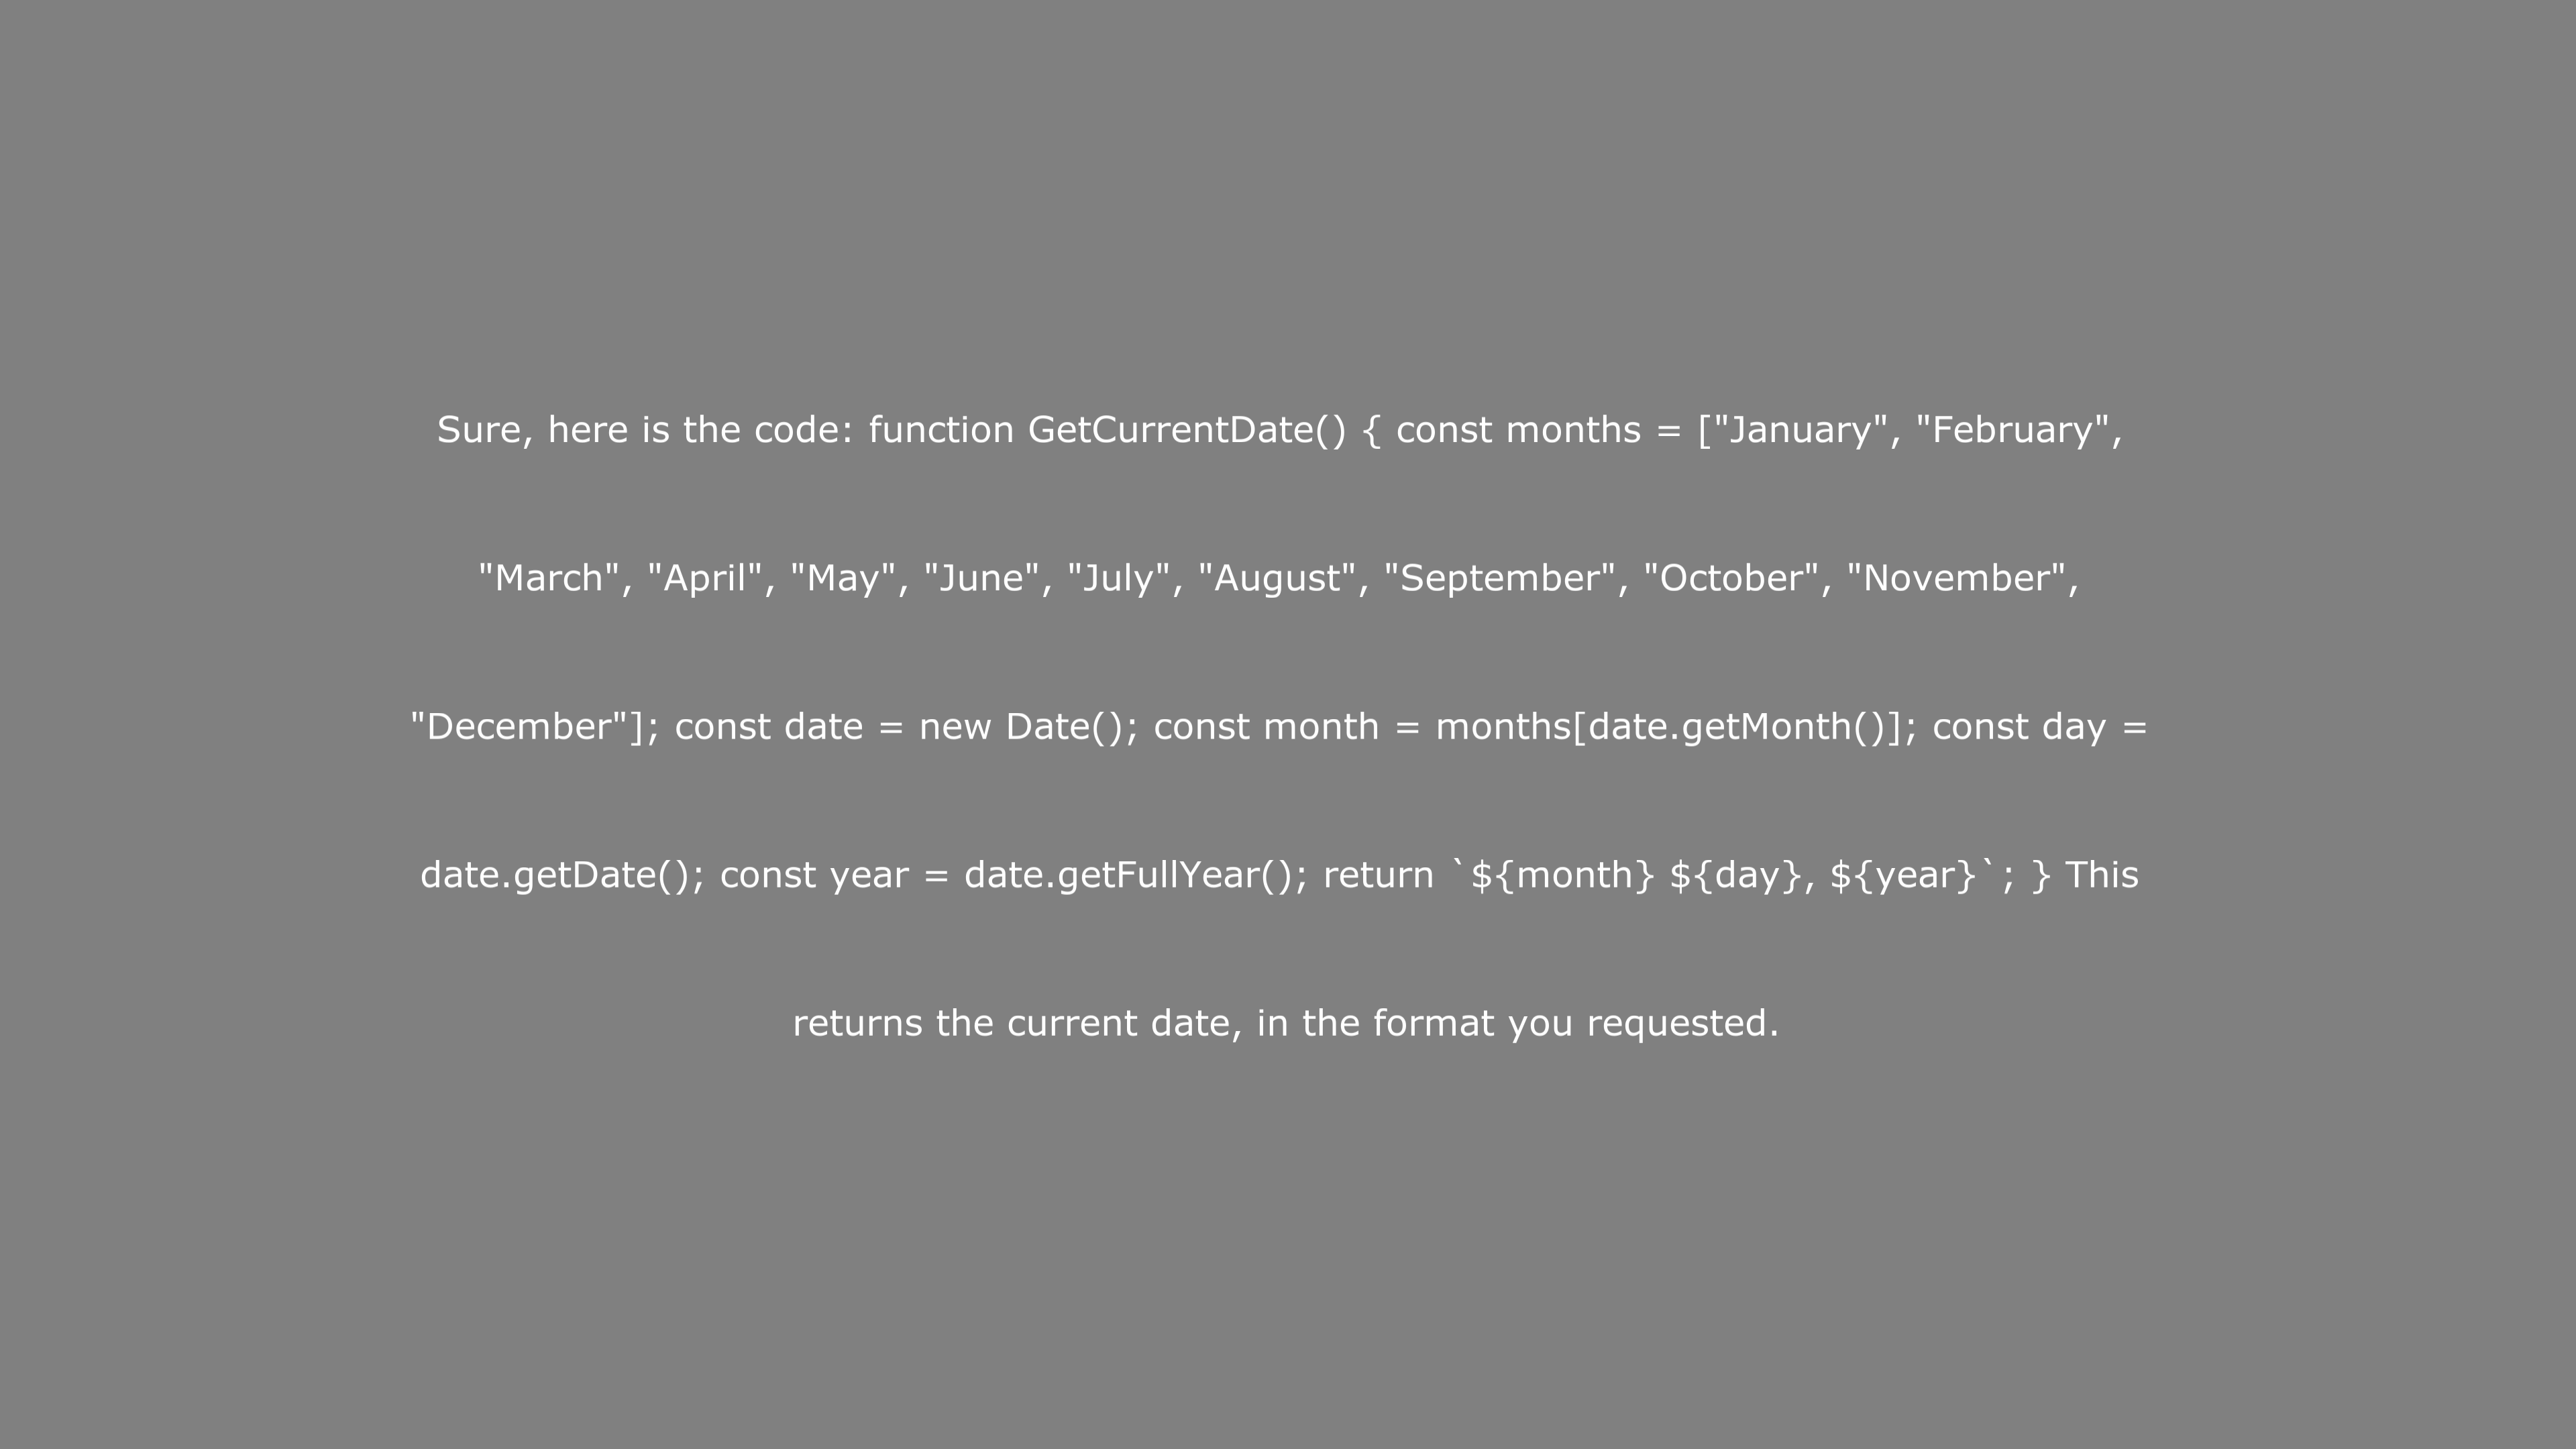 Sure, here is the code: function GetCurrentDate() { const months = ["January", "February",
"March", "April", "May", "June", "July", "August", "September", "October", "November",
"December"]; const date = new Date(); const month = months[date.getMonth()]; const day =
date.getDate(); const year = date.getFullYear(); return `${month} ${day}, ${year}`; } This
returns the current date, in the format you requested.